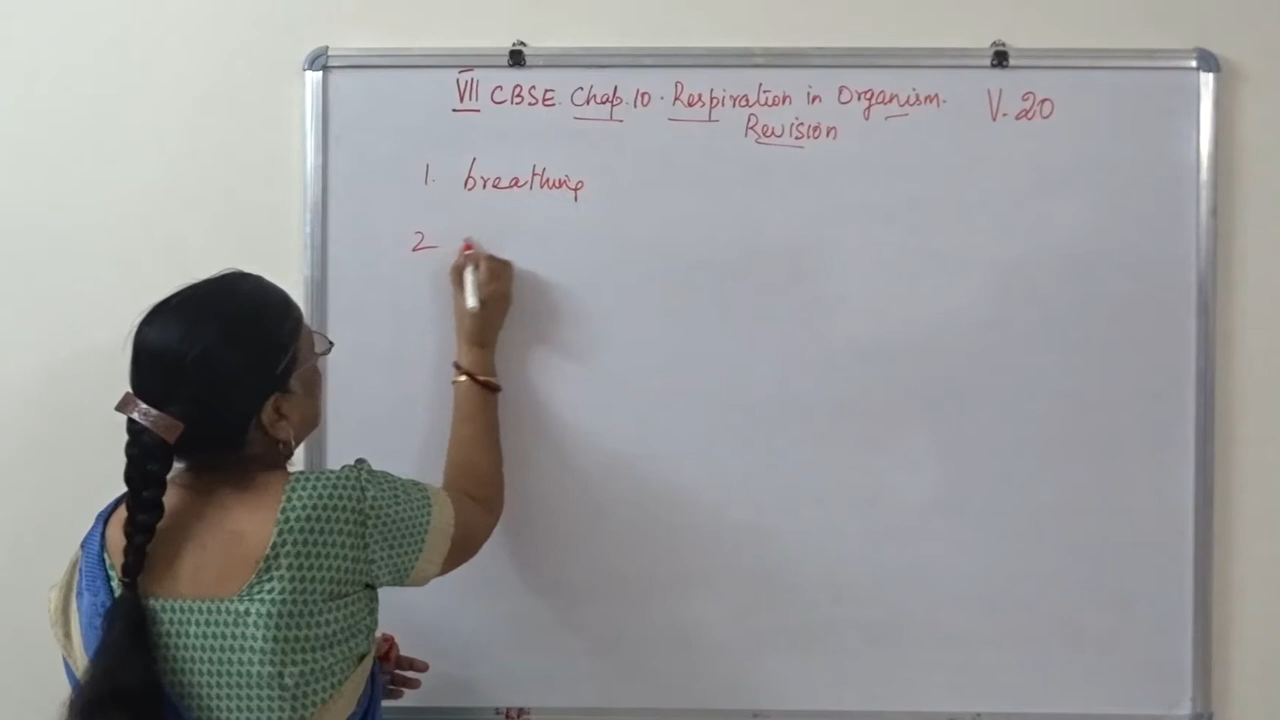 VII CBSE. Chap. 10. Respiration in Organism. V. 20
Revision
1. breathing
2